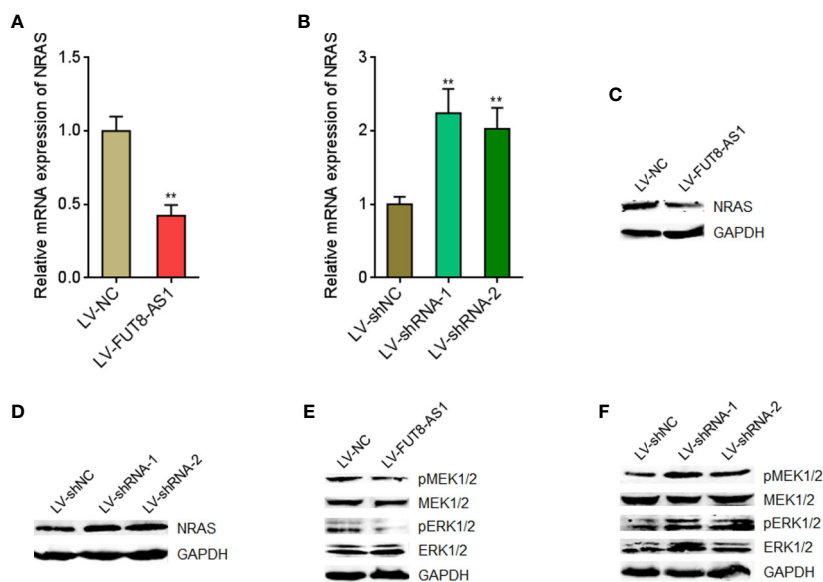 A
Relative mRNA expression of NRAS
1.5
1.0
0.5
0.0
**
LV-NC
LV-FUT8-AS1
B
Relative mRNA expression of NRAS
3
2
1
0
**
**
LV-shNC
LV-shRNA-1
LV-shRNA-2
C
LV-NC
LV-FUT8-AS1
NRAS
GAPDH
D
LV-shNC
LV-shRNA-1
LV-shRNA-2
NRAS
GAPDH
E
LV-NC
LV-FUT8-AS1
pMEK1/2
MEK1/2
pERK1/2
ERK1/2
GAPDH
F
LV-shNC
LV-shRNA-1
LV-shRNA-2
pMEK1/2
MEK1/2
pERK1/2
ERK1/2
GAPDH